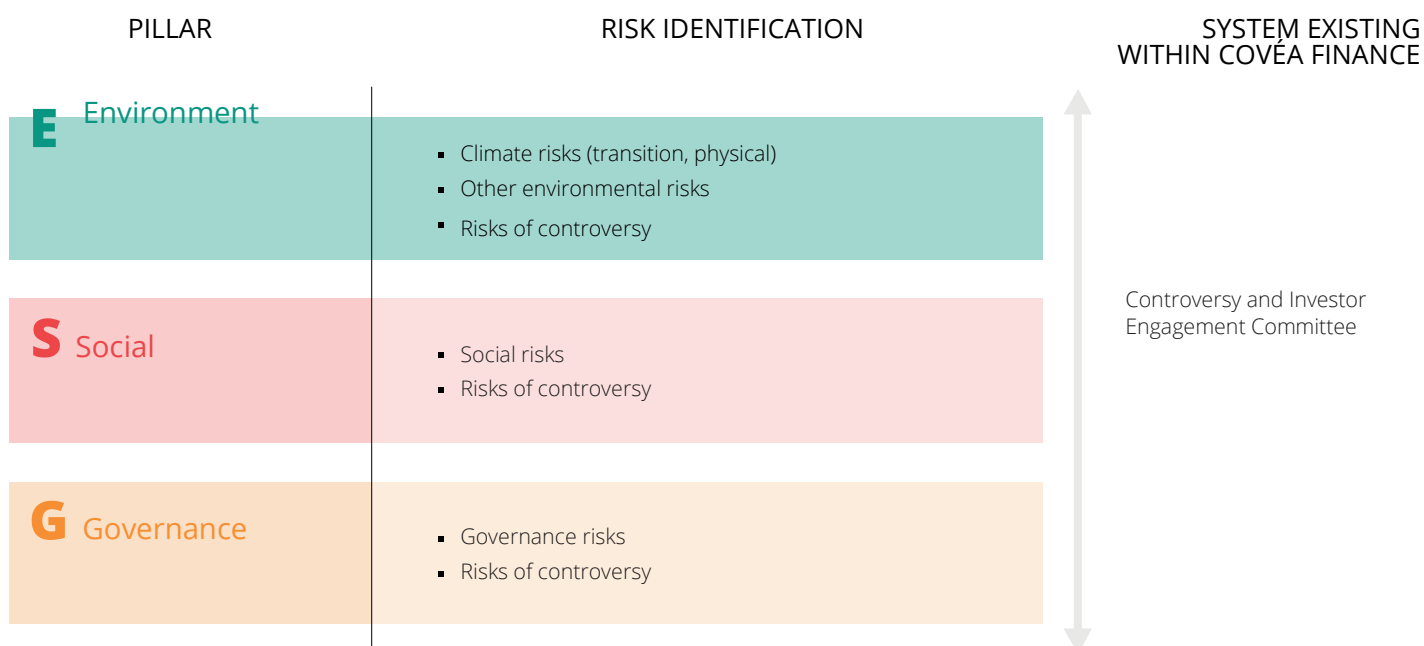 PILLAR
RISK IDENTIFICATION
SYSTEM EXISTING
WITHIN COVÉA FINANCE
E Environment
▪ Climate risks (transition, physical)
▪ Other environmental risks
▪ Risks of controversy
S Social
▪ Social risks
▪ Risks of controversy
G Governance
▪ Governance risks
▪ Risks of controversy
Controversy and Investor
Engagement Committee